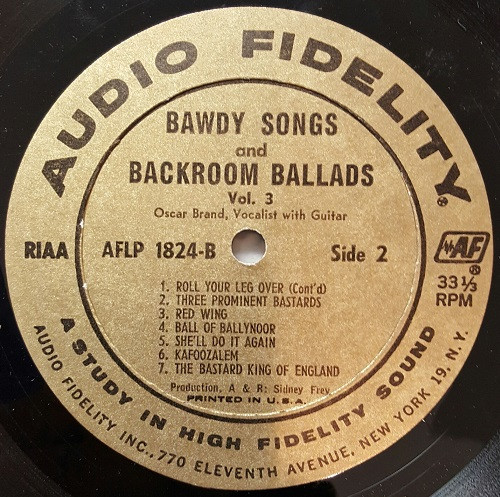 AUDIO FIDELITY®
BAWDY SONGS
and
BACKROOM BALLADS
Vol. 3
Oscar Brand, Vocalist with Guitar
RIAA AFLP 1824-B Side 2
AF®
33 1/3
RPM
1. ROLL YOUR LEG OVER (Cont'd)
2. THREE PROMINENT BASTARDS
3. RED WING
4. BALL OF BALLYNOOR
5. SHE'LL DO IT AGAIN
6. KAFOOZALEM
7. THE BASTARD KING OF ENGLAND
Production, A & R: Sidney Frey
PRINTED IN U.S.A.
A STUDY IN HIGH FIDELITY SOUND
AUDIO FIDELITY INC., 770 ELEVENTH AVENUE, NEW YORK 19, N.Y.